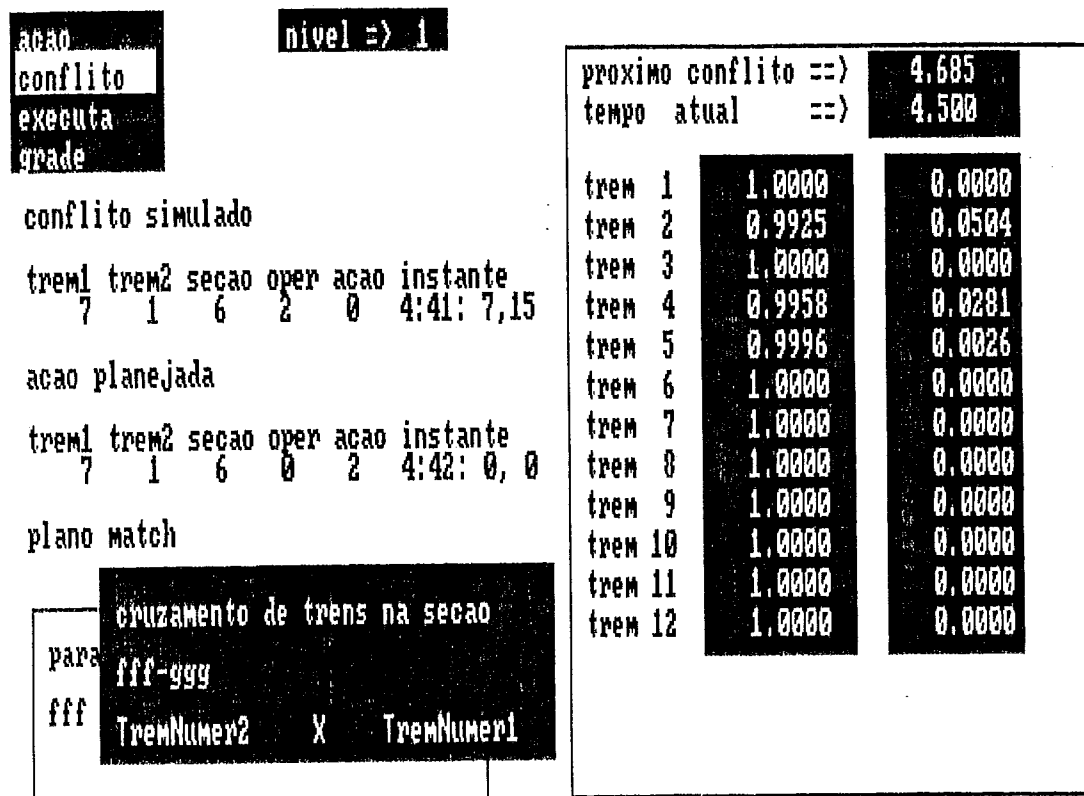 acao
conflito
executa
grade
nivel => 1
conflito simulado
trem1 trem2 secao oper acao instante
7 1 6 2 0 4:41: 7,15
acao planejada
trem1 trem2 secao oper acao instante
7 1 6 0 2 4:42: 0, 0
plano match
para
fff
cruzamento de trens na secao
fff-ggg
TremNumer2 X TremNumer1
proximo conflito ==> 4.685
tempo atual ==> 4.500
trem 1 1.0000 0.0000
trem 2 0.9925 0.0504
trem 3 1.0000 0.0000
trem 4 0.9958 0.0281
trem 5 0.9996 0.0026
trem 6 1.0000 0.0000
trem 7 1.0000 0.0000
trem 8 1.0000 0.0000
trem 9 1.0000 0.0000
trem 10 1.0000 0.0000
trem 11 1.0000 0.0000
trem 12 1.0000 0.0000